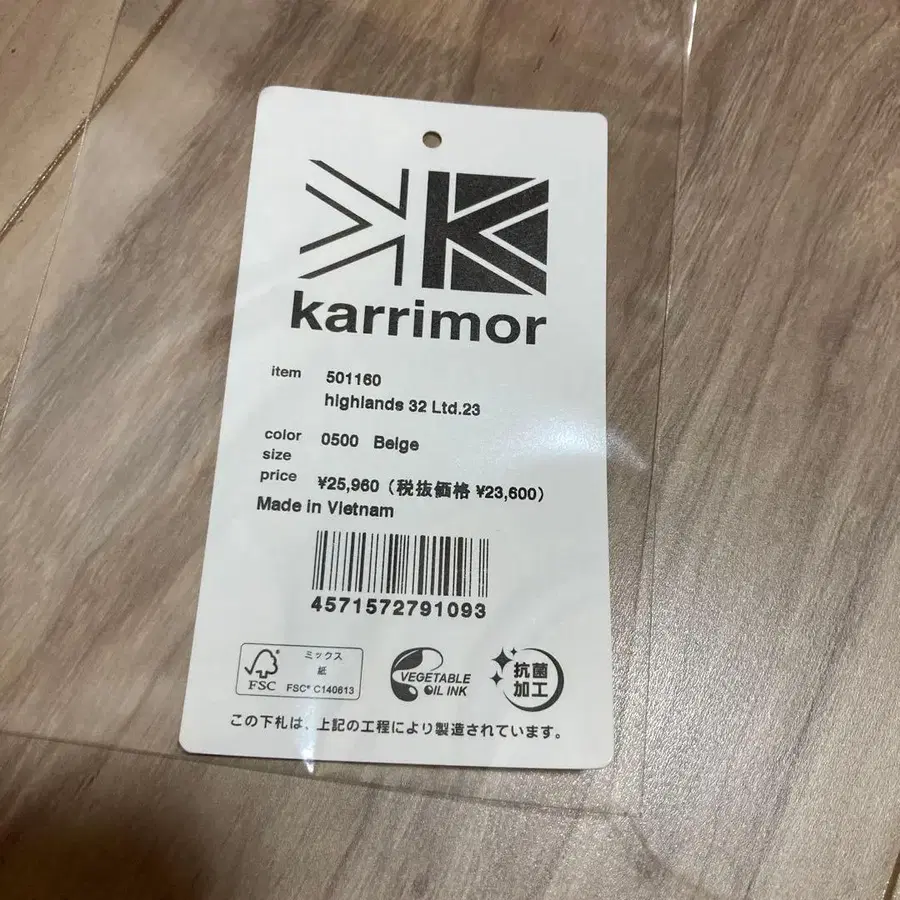 karrimor
item 501160
highlands 32 Ltd.23
color 0500 Beige
size
price ¥25,960（税抜価格 ¥23,600）
Made in Vietnam
4571572791093
FSC
ミックス
紙
FSC® C140613
VEGETABLE
OIL INK
抗菌
加工
この下札は、上記の工程により製造されています。